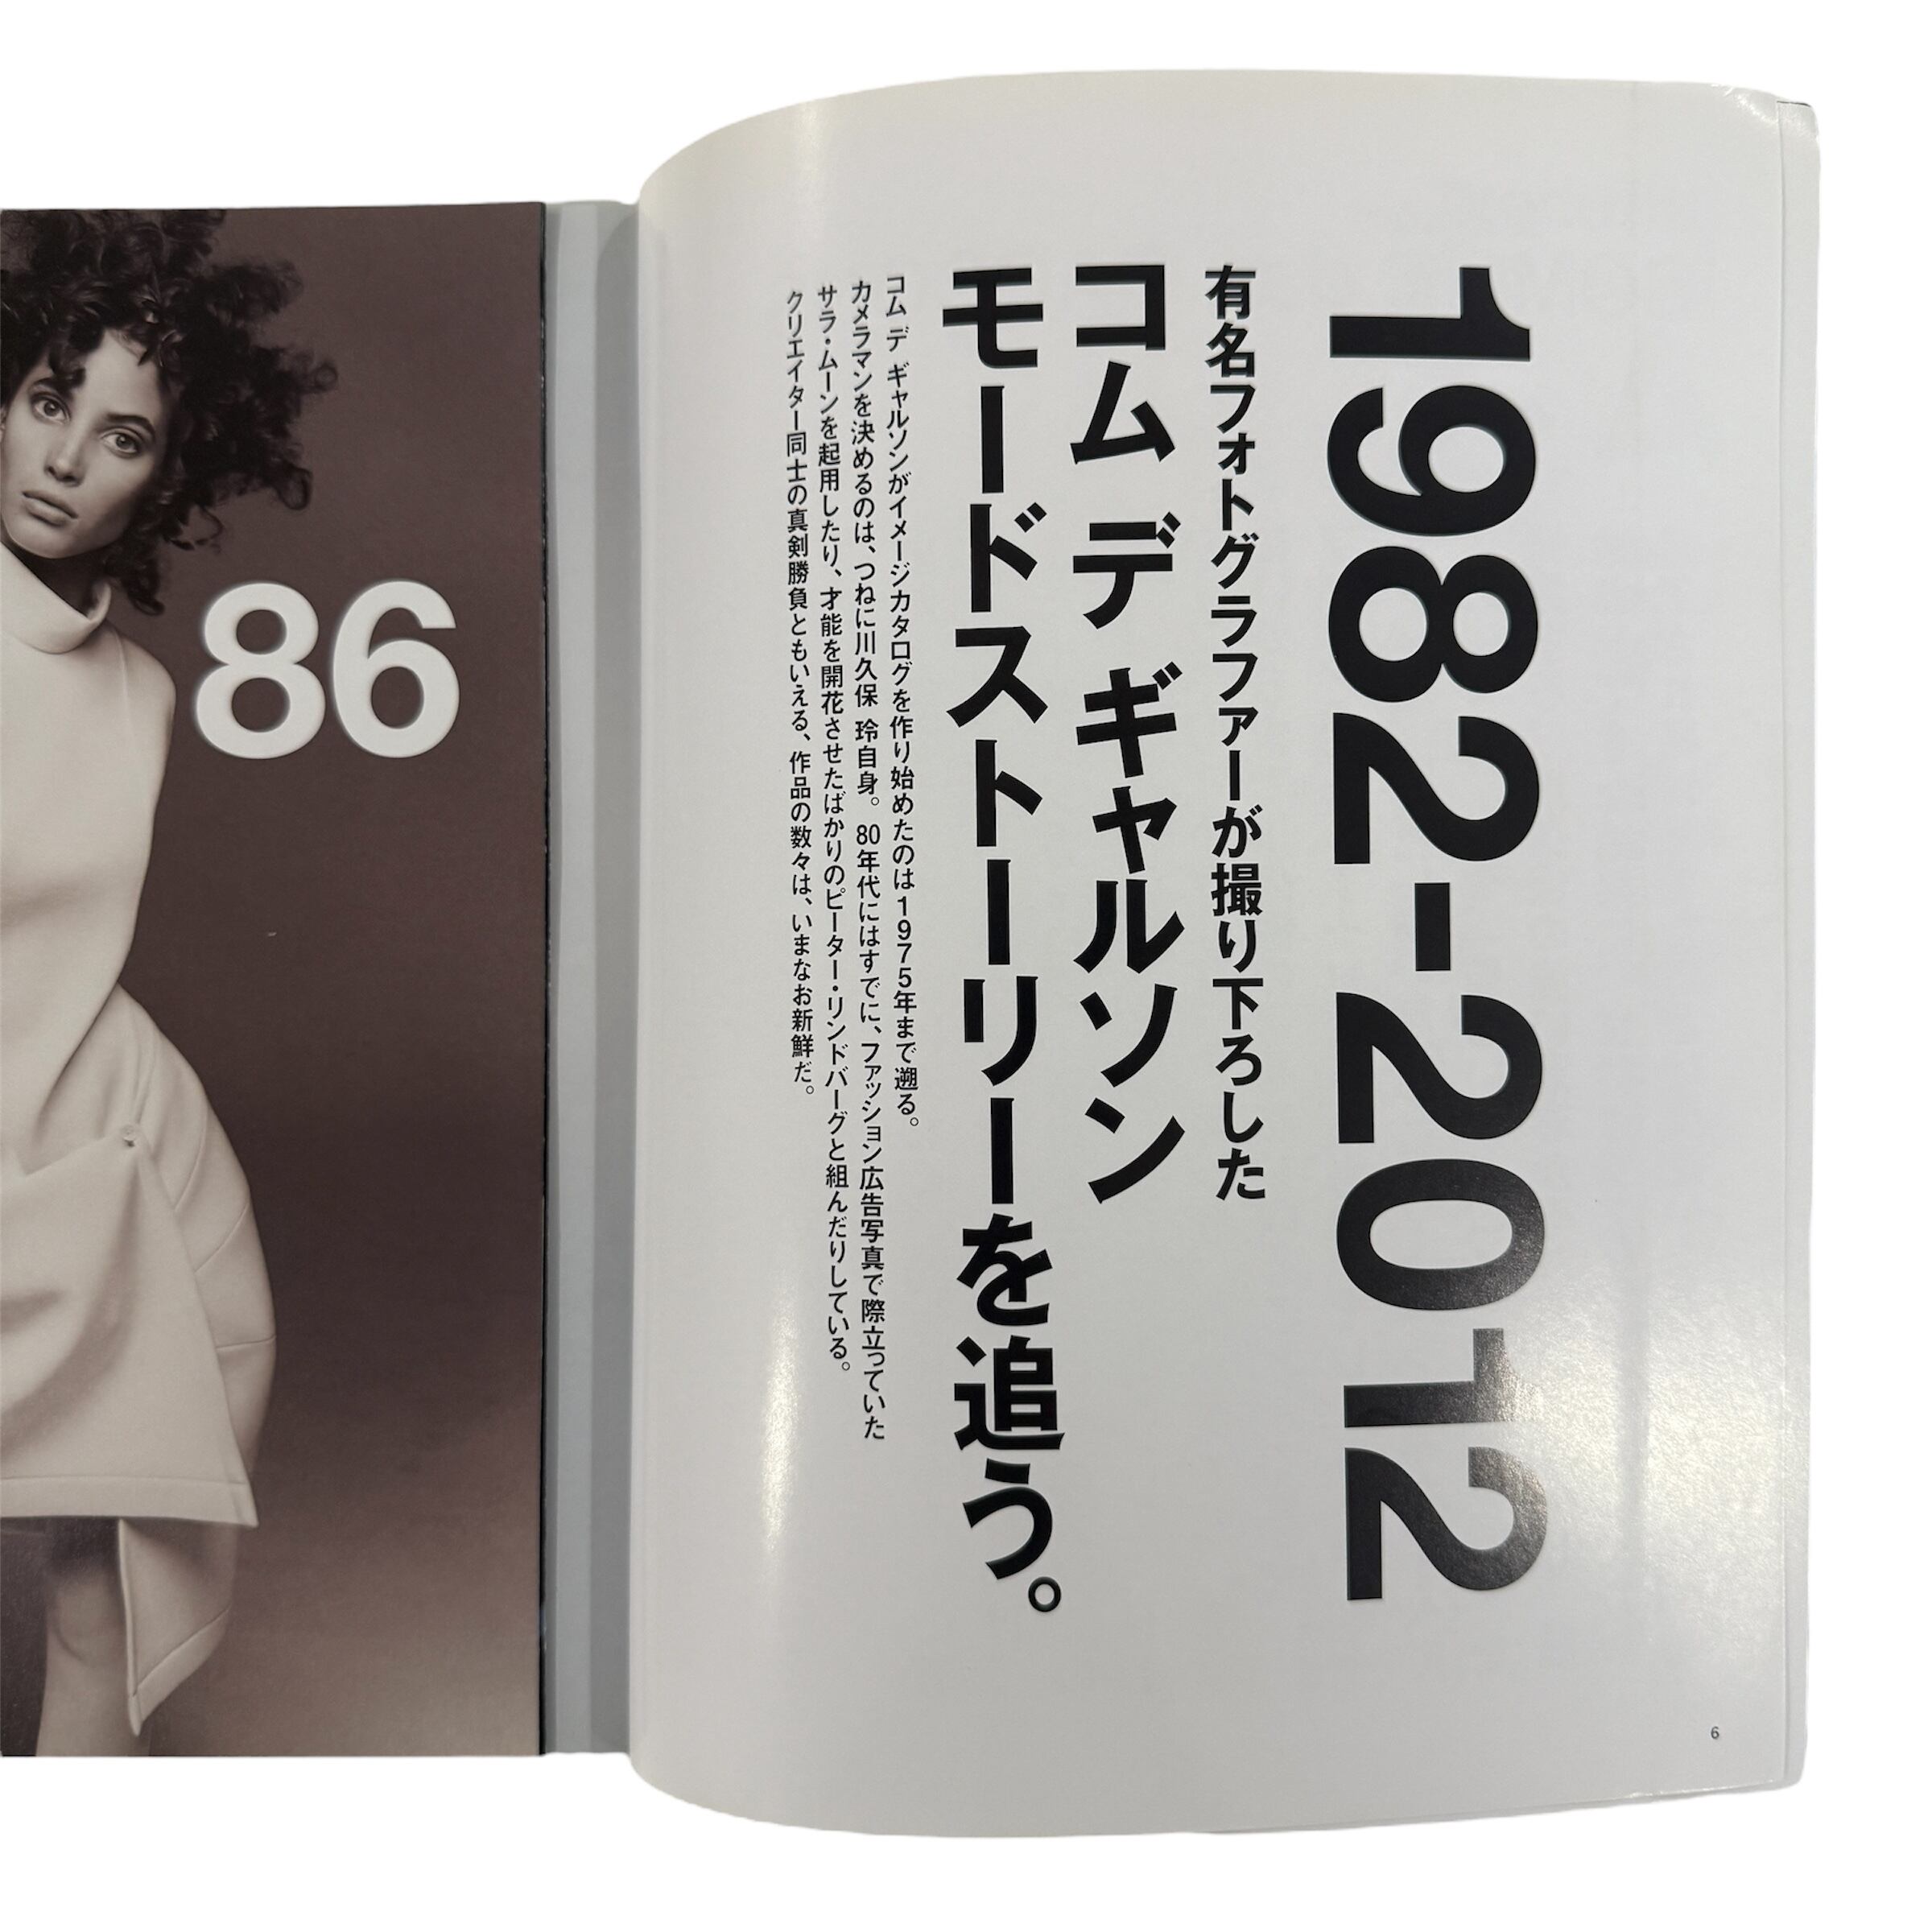 1982-2012
有名フォトグラファーが撮り下ろした
コム デ ギャルソン
モードストーリーを追う。
コム デ ギャルソンがイメージカタログを作り始めたのは1975年まで遡る。
カメラマンを決めるのは、つねに川久保 玲自身。80年代にはすでに、ファッション広告写真で際立っていた
サラ・ムーンを起用したり、才能を開花させたばかりのピーター・リンドバーグと組んだりしている。
クリエイター同士の真剣勝負ともいえる、作品の数々は、いまなお新鮮だ。
6
86